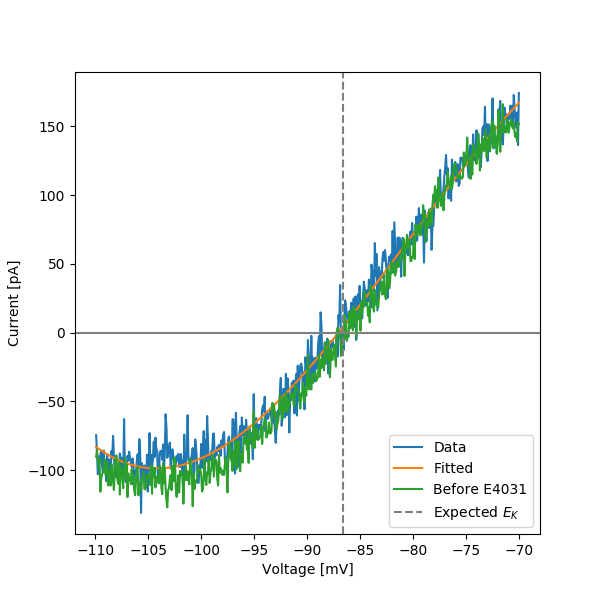 150
100
50
0
−50
−100
Current [pA]
−110 −105 −100 −95 −90 −85 −80 −75 −70
Voltage [mV]
Data
Fitted
Before E4031
Expected E_K